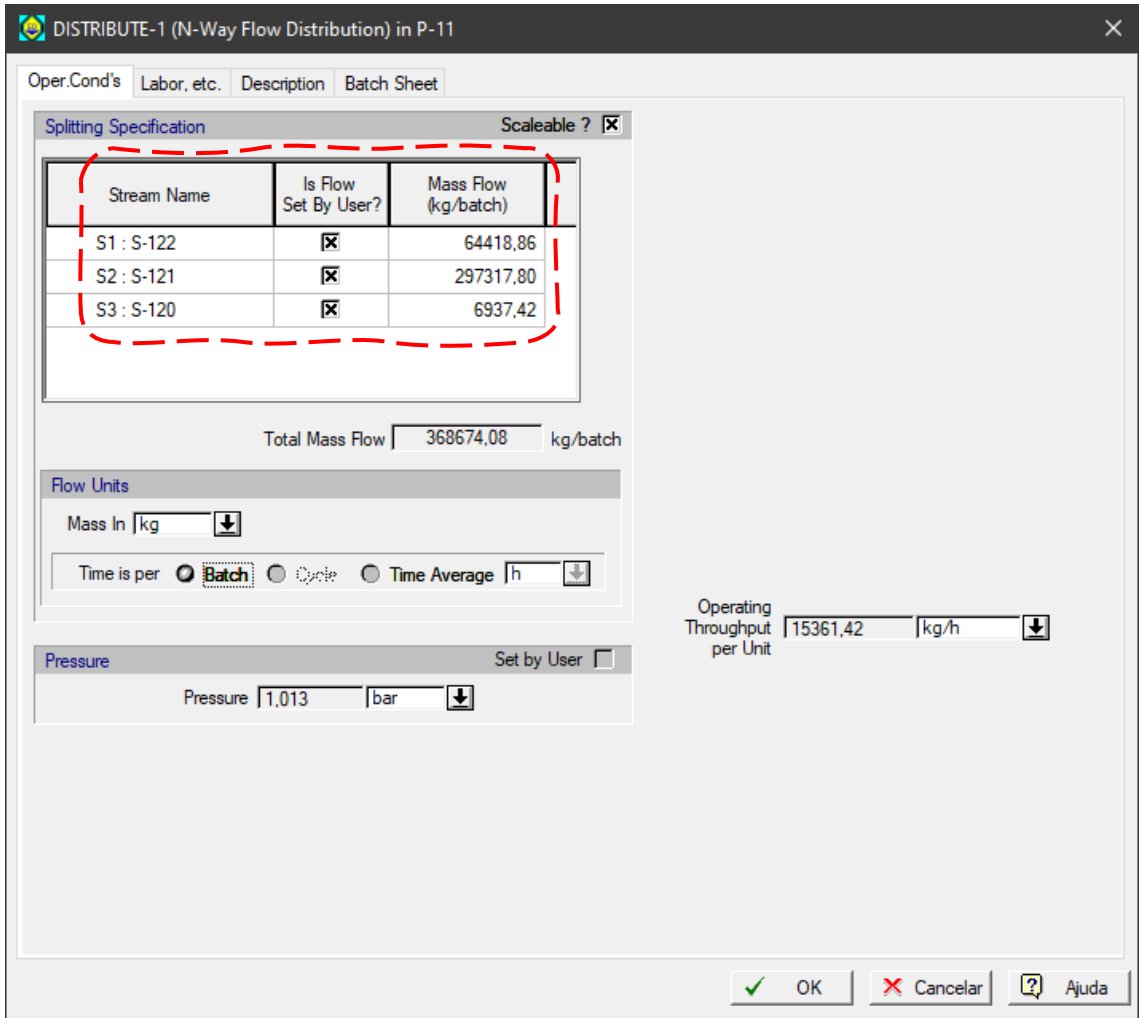 DISTRIBUTE-1 (N-Way Flow Distribution) in P-11
Oper.Cond's Labor, etc. Description Batch Sheet
Splitting Specification Scaleable ?
Stream Name Is Flow Set By User? Mass Flow (kg/batch)
S1 : S-122 64418,86
S2 : S-121 297317,80
S3 : S-120 6937,42
Total Mass Flow 368674,08 kg/batch
Flow Units
Mass In kg
Time is per Batch Cycle Time Average h
Operating
Throughput 15361,42 kg/h
per Unit
Pressure Set by User
Pressure 1,013 bar
OK Cancelar Ajuda